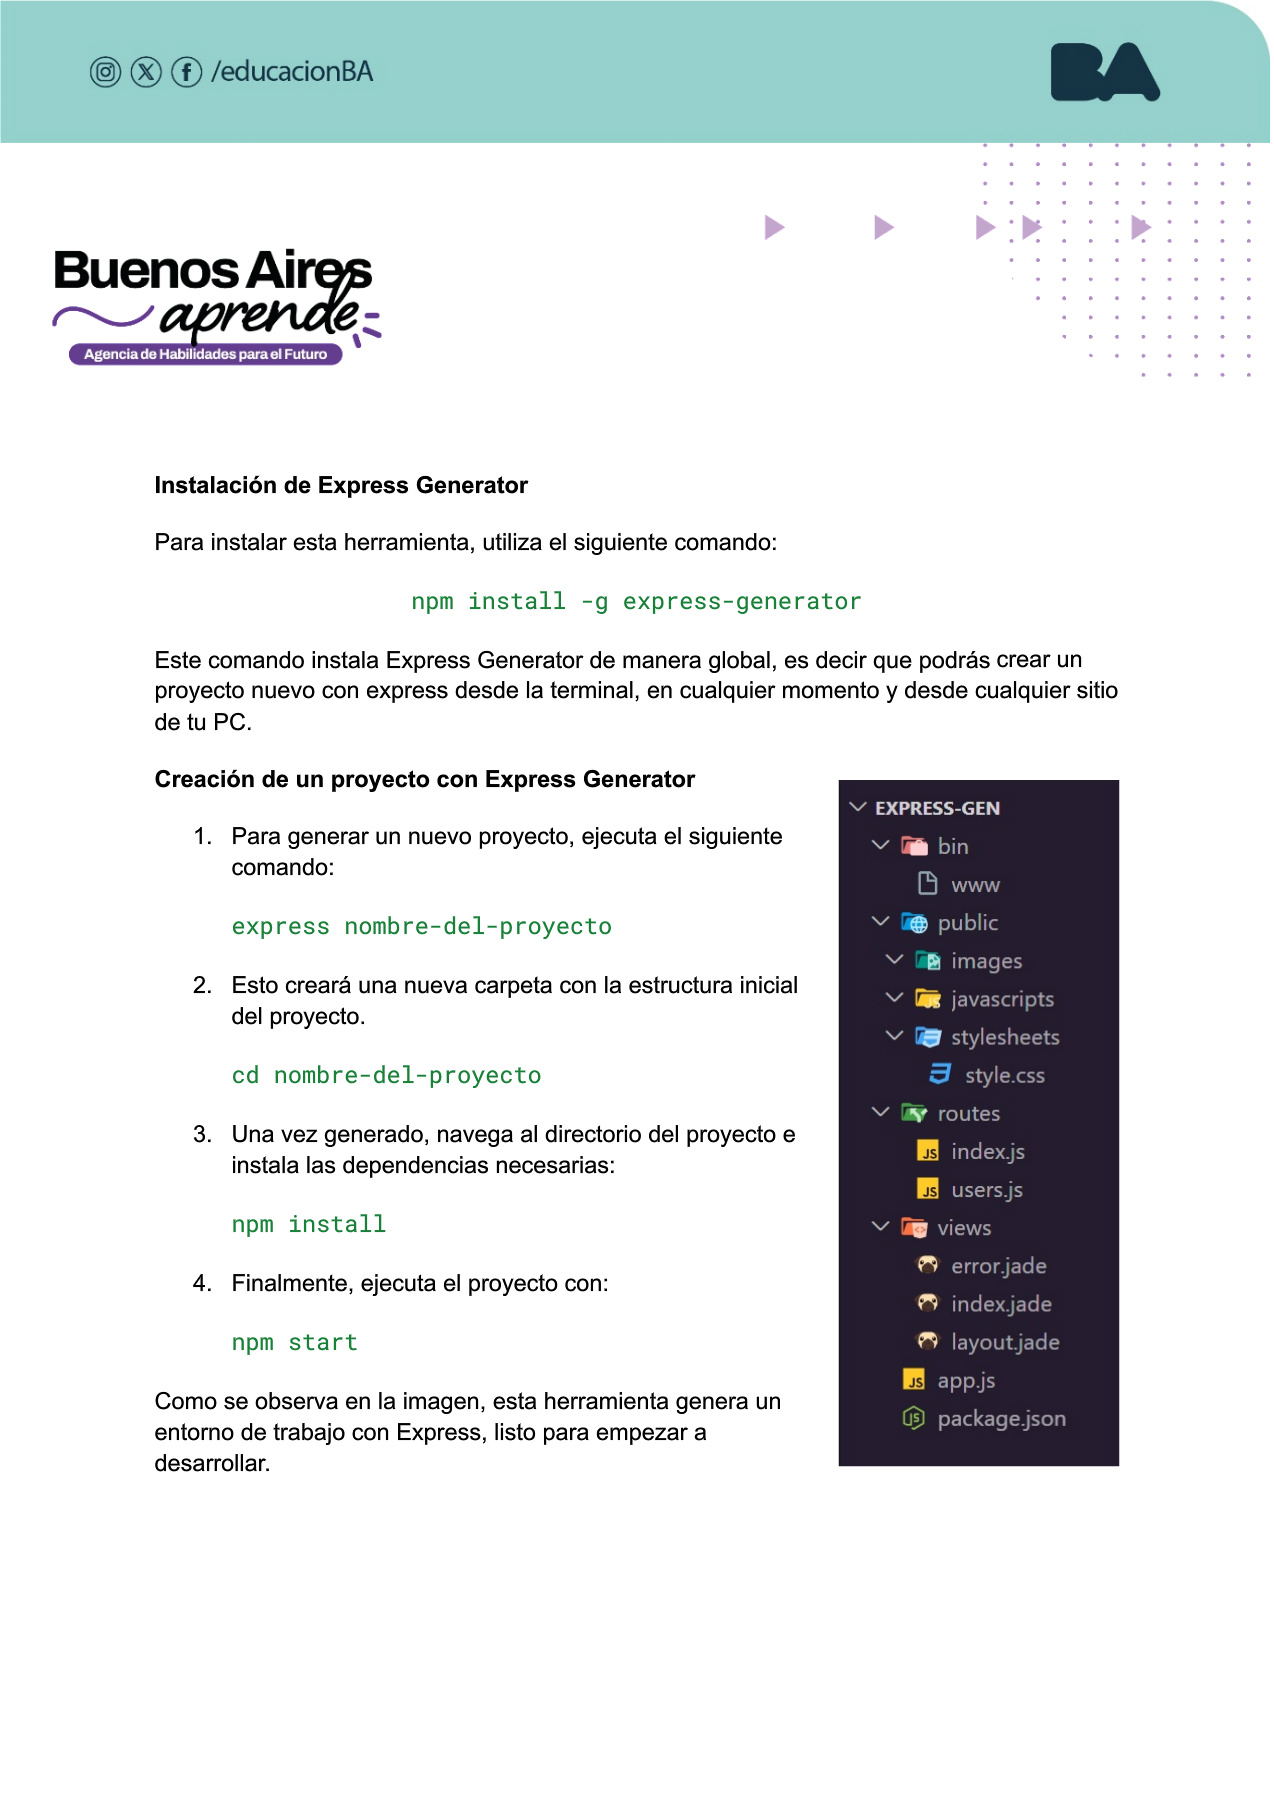 /educacionBA
BA
Buenos Aires
aprende
Agencia de Habilidades para el Futuro
Instalación de Express Generator
Para instalar esta herramienta, utiliza el siguiente comando:
npm install -g express-generator
Este comando instala Express Generator de manera global, es decir que podrás crear un
proyecto nuevo con express desde la terminal, en cualquier momento y desde cualquier sitio
de tu PC.
Creación de un proyecto con Express Generator
1. Para generar un nuevo proyecto, ejecuta el siguiente
comando:
express nombre-del-proyecto
2. Esto creará una nueva carpeta con la estructura inicial
del proyecto.
cd nombre-del-proyecto
3. Una vez generado, navega al directorio del proyecto e
instala las dependencias necesarias:
npm install
4. Finalmente, ejecuta el proyecto con:
npm start
Como se observa en la imagen, esta herramienta genera un
entorno de trabajo con Express, listo para empezar a
desarrollar.
EXPRESS-GEN
bin
www
public
images
javascripts
stylesheets
style.css
routes
index.js
users.js
views
error.jade
index.jade
layout.jade
app.js
package.json